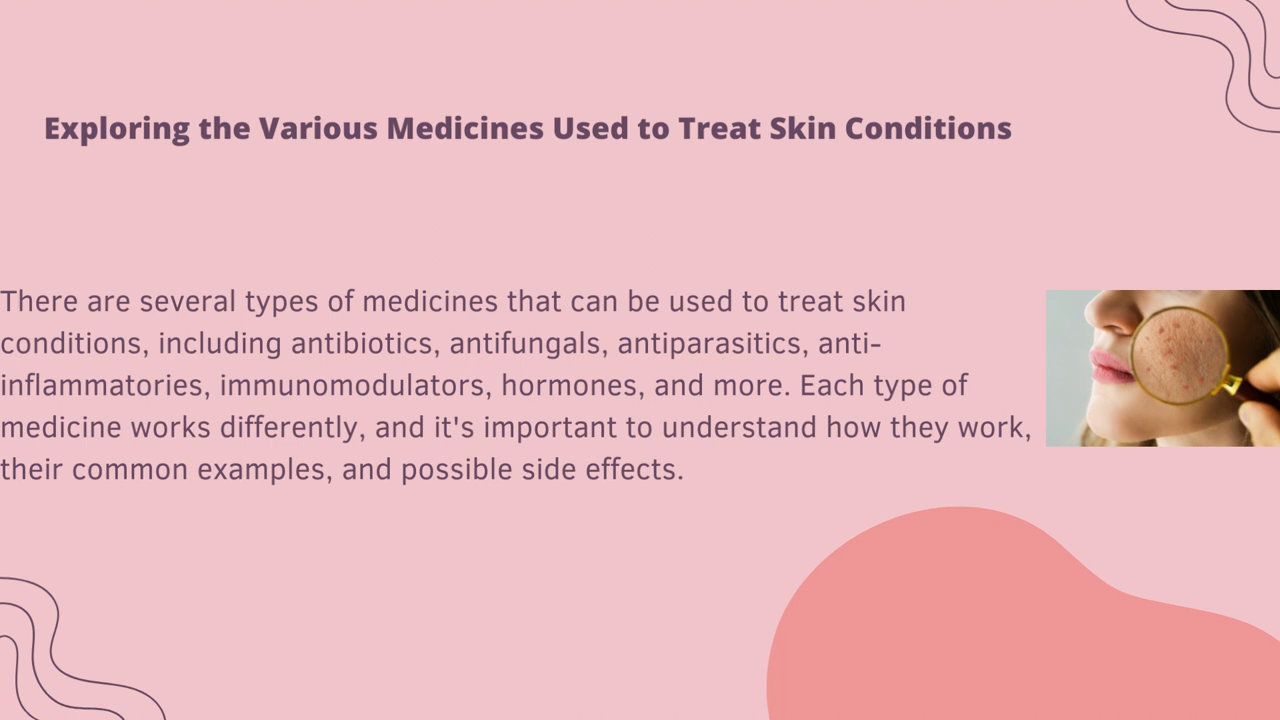 Exploring the Various Medicines Used to Treat Skin Conditions
There are several types of medicines that can be used to treat skin
conditions, including antibiotics, antifungals, antiparasitics, anti-
inflammatories, immunomodulators, hormones, and more. Each type of
medicine works differently, and it's important to understand how they work,
their common examples, and possible side effects.